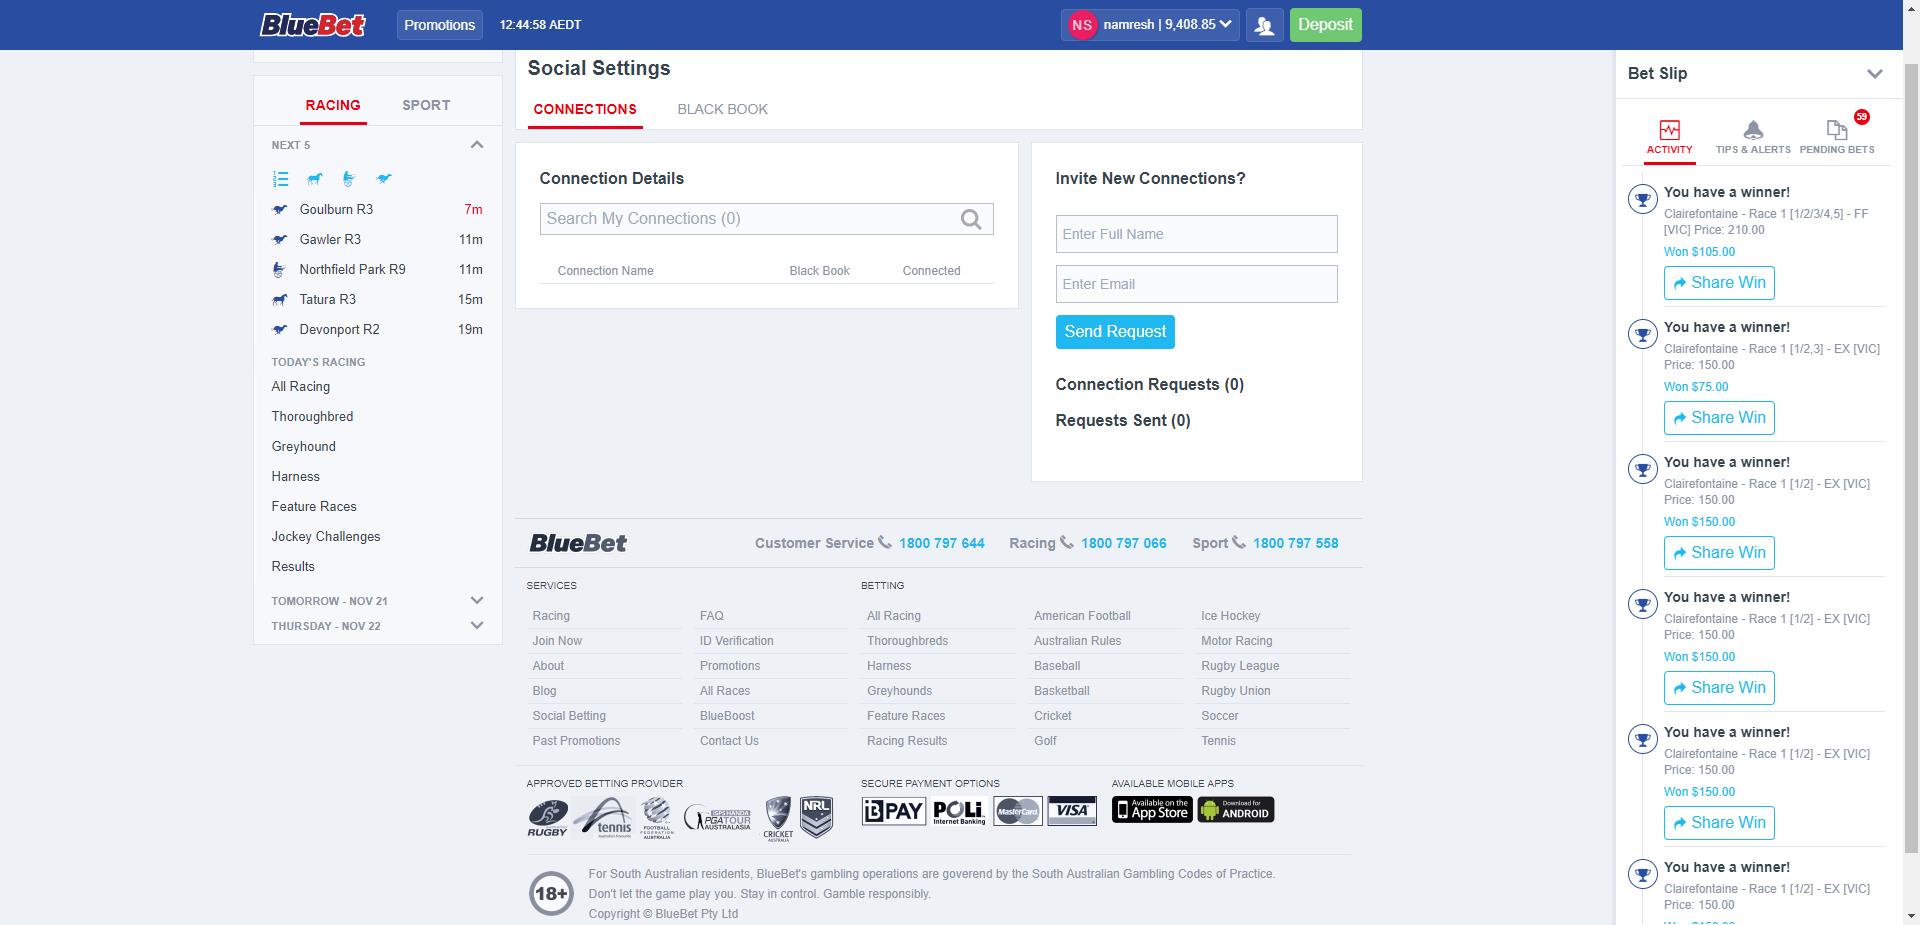 BlueBet
Promotions
12:44:58 AEDT
NS
namresh | 9,408.85
Deposit
RACING
SPORT
NEXT 5
Goulburn R3 7m
Gawler R3 11m
Northfield Park R9 11m
Tatura R3 15m
Devonport R2 19m
TODAY'S RACING
All Racing
Thoroughbred
Greyhound
Harness
Feature Races
Jockey Challenges
Results
TOMORROW - NOV 21
THURSDAY - NOV 22
Social Settings
CONNECTIONS
BLACK BOOK
Connection Details
Search My Connections (0)
Connection Name Black Book Connected
Invite New Connections?
Enter Full Name
Enter Email
Send Request
Connection Requests (0)
Requests Sent (0)
BlueBet
Customer Service 1800 797 644 Racing 1800 797 066 Sport 1800 797 558
SERVICES
Racing
Join Now
About
Blog
Social Betting
Past Promotions
FAQ
ID Verification
Promotions
All Races
BlueBoost
Contact Us
BETTING
All Racing
Thoroughbreds
Harness
Greyhounds
Feature Races
Racing Results
American Football
Australian Rules
Baseball
Basketball
Cricket
Golf
Ice Hockey
Motor Racing
Rugby League
Rugby Union
Soccer
Tennis
APPROVED BETTING PROVIDER
RUGBY
tennis
FOOTBALL
FEDERATION
AUSTRALIA
ISPS HANDA
PGA TOUR
AUSTRALASIA
CRICKET
AUSTRALIA
NRL
SECURE PAYMENT OPTIONS
BPAY
POLi
Internet Banking
MasterCard
VISA
AVAILABLE MOBILE APPS
Available on the
App Store
Download for
ANDROID
18+
For South Australian residents, BlueBet's gambling operations are goverend by the South Australian Gambling Codes of Practice.
Don't let the game play you. Stay in control. Gamble responsibly.
Copyright © BlueBet Pty Ltd
Bet Slip
ACTIVITY
TIPS & ALERTS
59
PENDING BETS
You have a winner!
Clairefontaine - Race 1 [1/2/3/4,5] - FF
[VIC] Price: 210.00
Won $105.00
Share Win
You have a winner!
Clairefontaine - Race 1 [1/2,3] - EX [VIC]
Price: 150.00
Won $75.00
Share Win
You have a winner!
Clairefontaine - Race 1 [1/2] - EX [VIC]
Price: 150.00
Won $150.00
Share Win
You have a winner!
Clairefontaine - Race 1 [1/2] - EX [VIC]
Price: 150.00
Won $150.00
Share Win
You have a winner!
Clairefontaine - Race 1 [1/2] - EX [VIC]
Price: 150.00
Won $150.00
Share Win
You have a winner!
Clairefontaine - Race 1 [1/2] - EX [VIC]
Price: 150.00